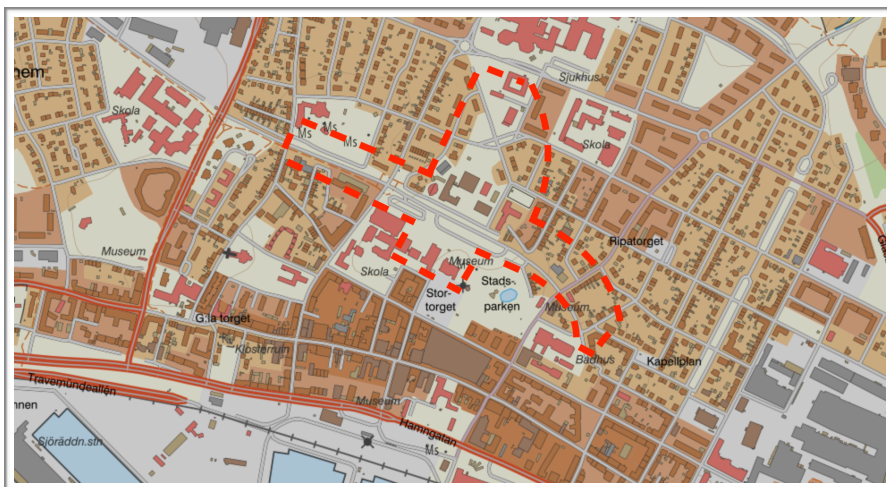 hem
Sjukhus
Skola
Ms
Ms
Ms
Skola
Ripatorget
Museum
Museum
Skola
Stor-
torget
Stads-
parken
Museum
G:la torget
Klosterruin
Badhus
Kapellplan
Travemündeallén
Museum
nnen
Hamngatan
Sjöräddn.stn
Ms